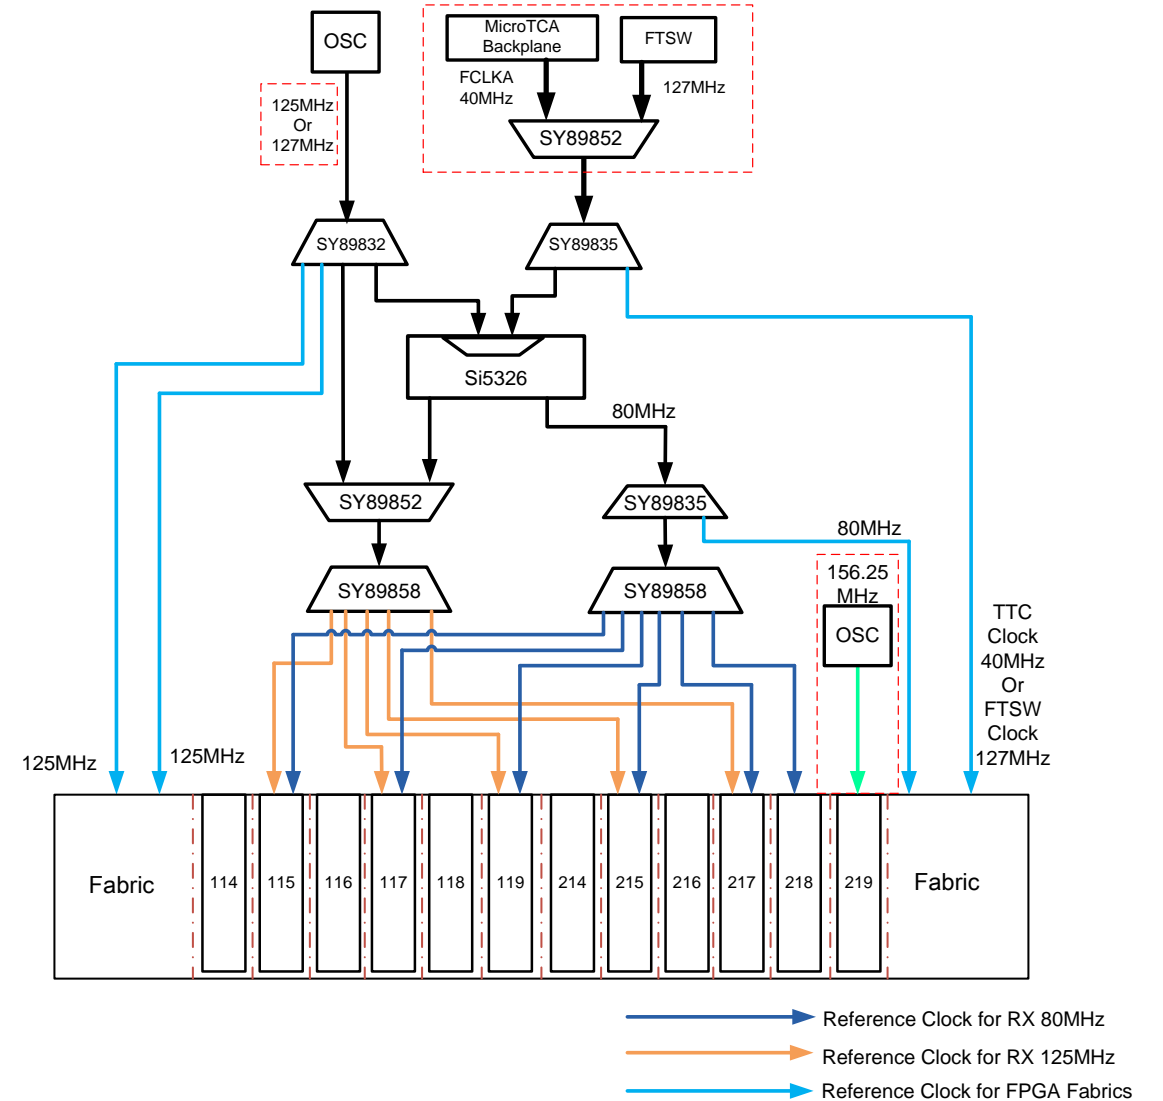 OSC
MicroTCA
Backplane
FTSW
125MHz
Or
127MHz
FCLKA
40MHz
127MHz
SY89852
SY89832
SY89835
Si5326
80MHz
SY89852
SY89835
80MHz
SY89858
SY89858
156.25
MHz
OSC
TTC
Clock
40MHz
Or
FTSW
Clock
127MHz
125MHz
125MHz
Fabric
114
115
116
117
118
119
214
215
216
217
218
219
Fabric
Reference Clock for RX 80MHz
Reference Clock for RX 125MHz
Reference Clock for FPGA Fabrics